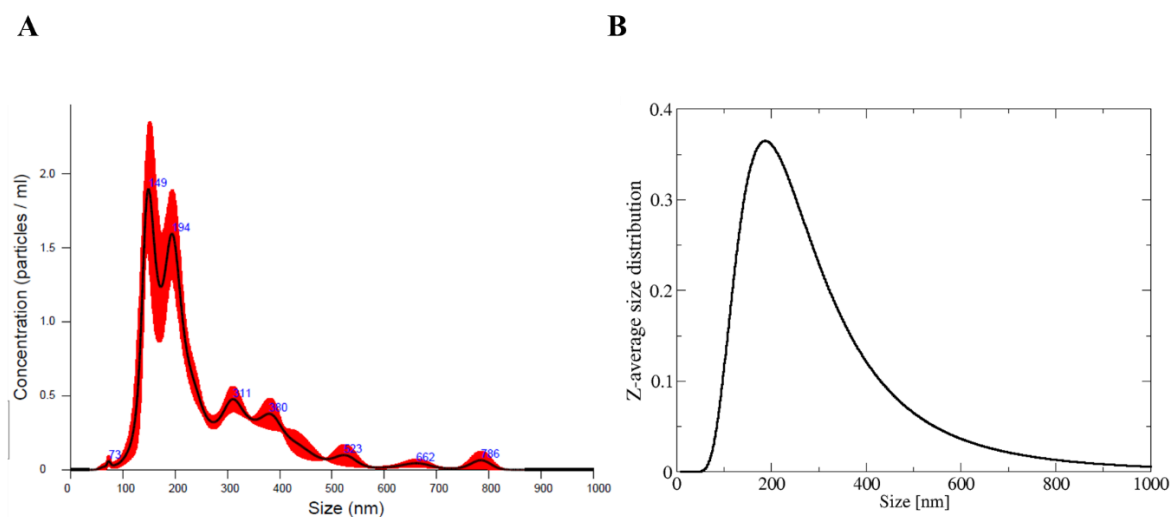 A
B
Concentration (particles / ml)
2.0
1.5
1.0
0.5
0
149
194
73
311
380
523
662
786
0 100 200 300 400 500 600 700 800 900 1000
Size (nm)
Z-average size distribution
0.4
0.3
0.2
0.1
0
0 200 400 600 800 1000
Size [nm]